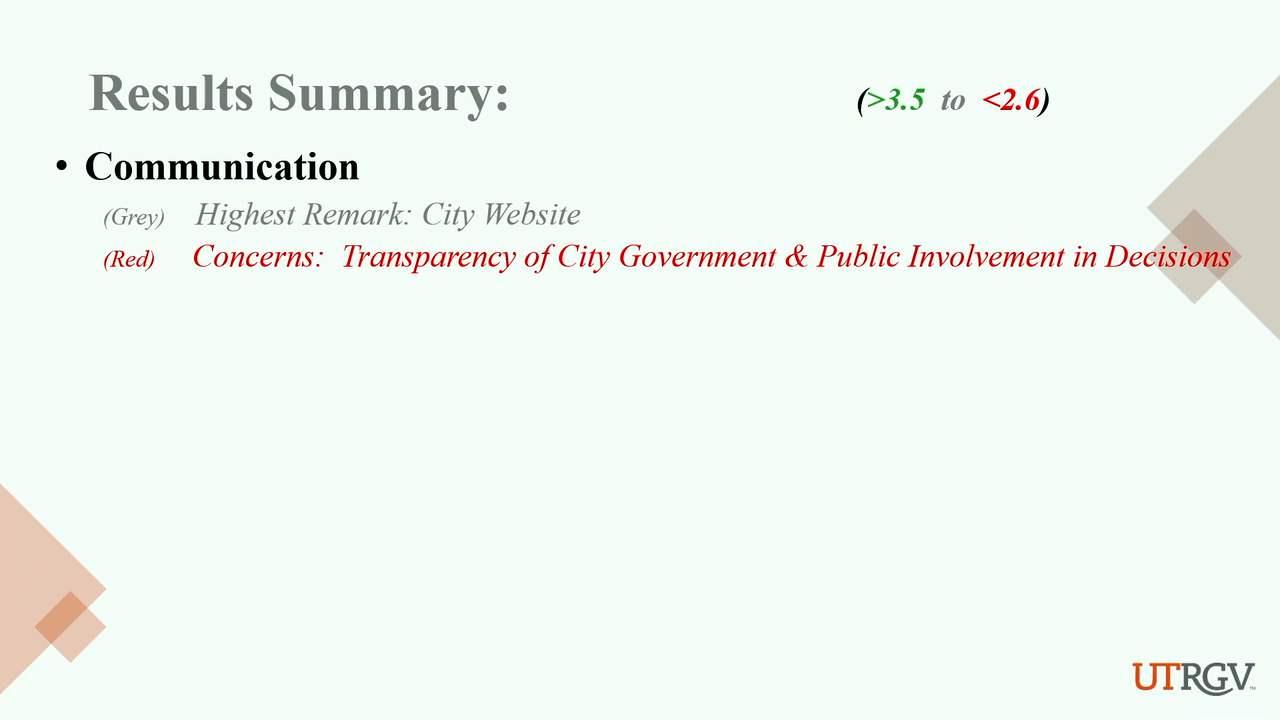 Results Summary:
(>3.5 to <2.6)
• Communication
(Grey) Highest Remark: City Website
(Red) Concerns: Transparency of City Government & Public Involvement in Decisions
UTRGV™